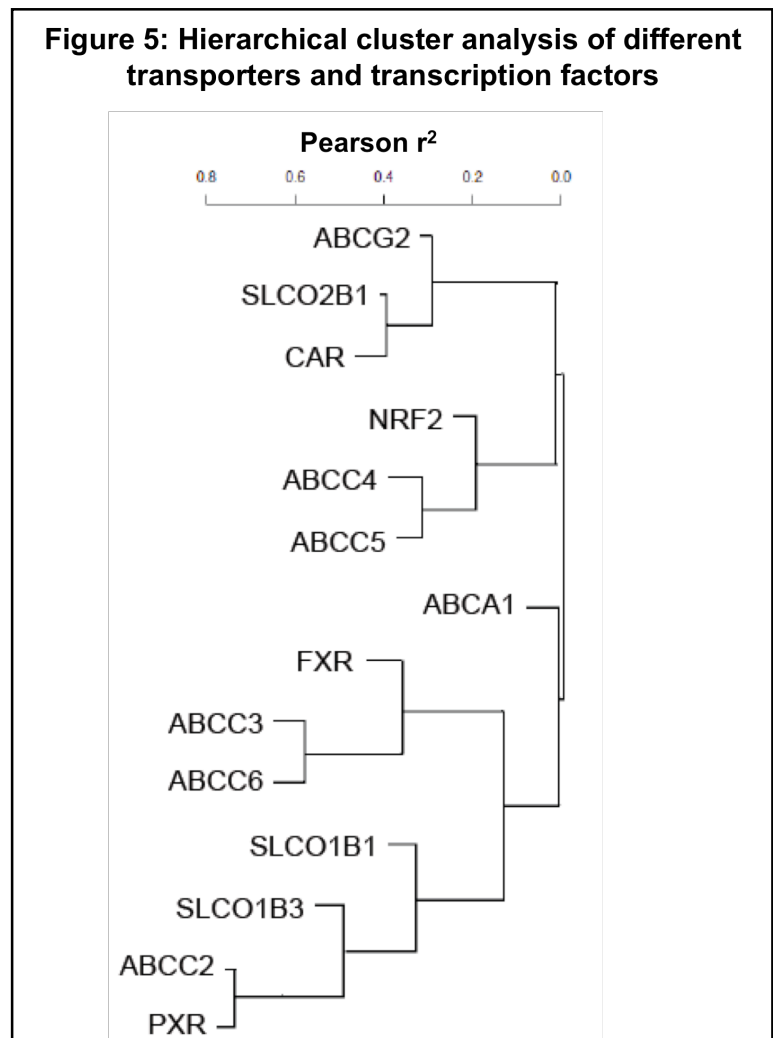 Figure 5: Hierarchical cluster analysis of different
transporters and transcription factors
Pearson r²
0.8 0.6 0.4 0.2 0.0
ABCG2
SLCO2B1
CAR
NRF2
ABCC4
ABCC5
ABCA1
FXR
ABCC3
ABCC6
SLCO1B1
SLCO1B3
ABCC2
PXR